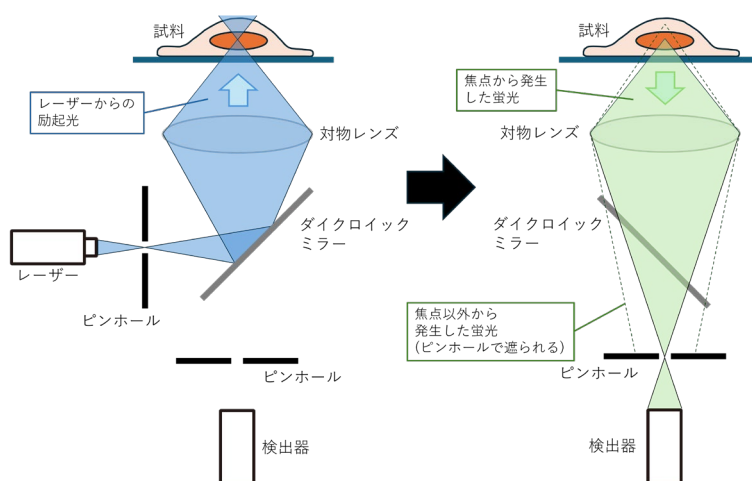 試料
レーザーからの
励起光
対物レンズ
ダイクロイック
ミラー
レーザー
ピンホール
ピンホール
検出器
試料
焦点から発生
した蛍光
対物レンズ
ダイクロイック
ミラー
焦点以外から
発生した蛍光
(ピンホールで遮られる)
ピンホール
検出器